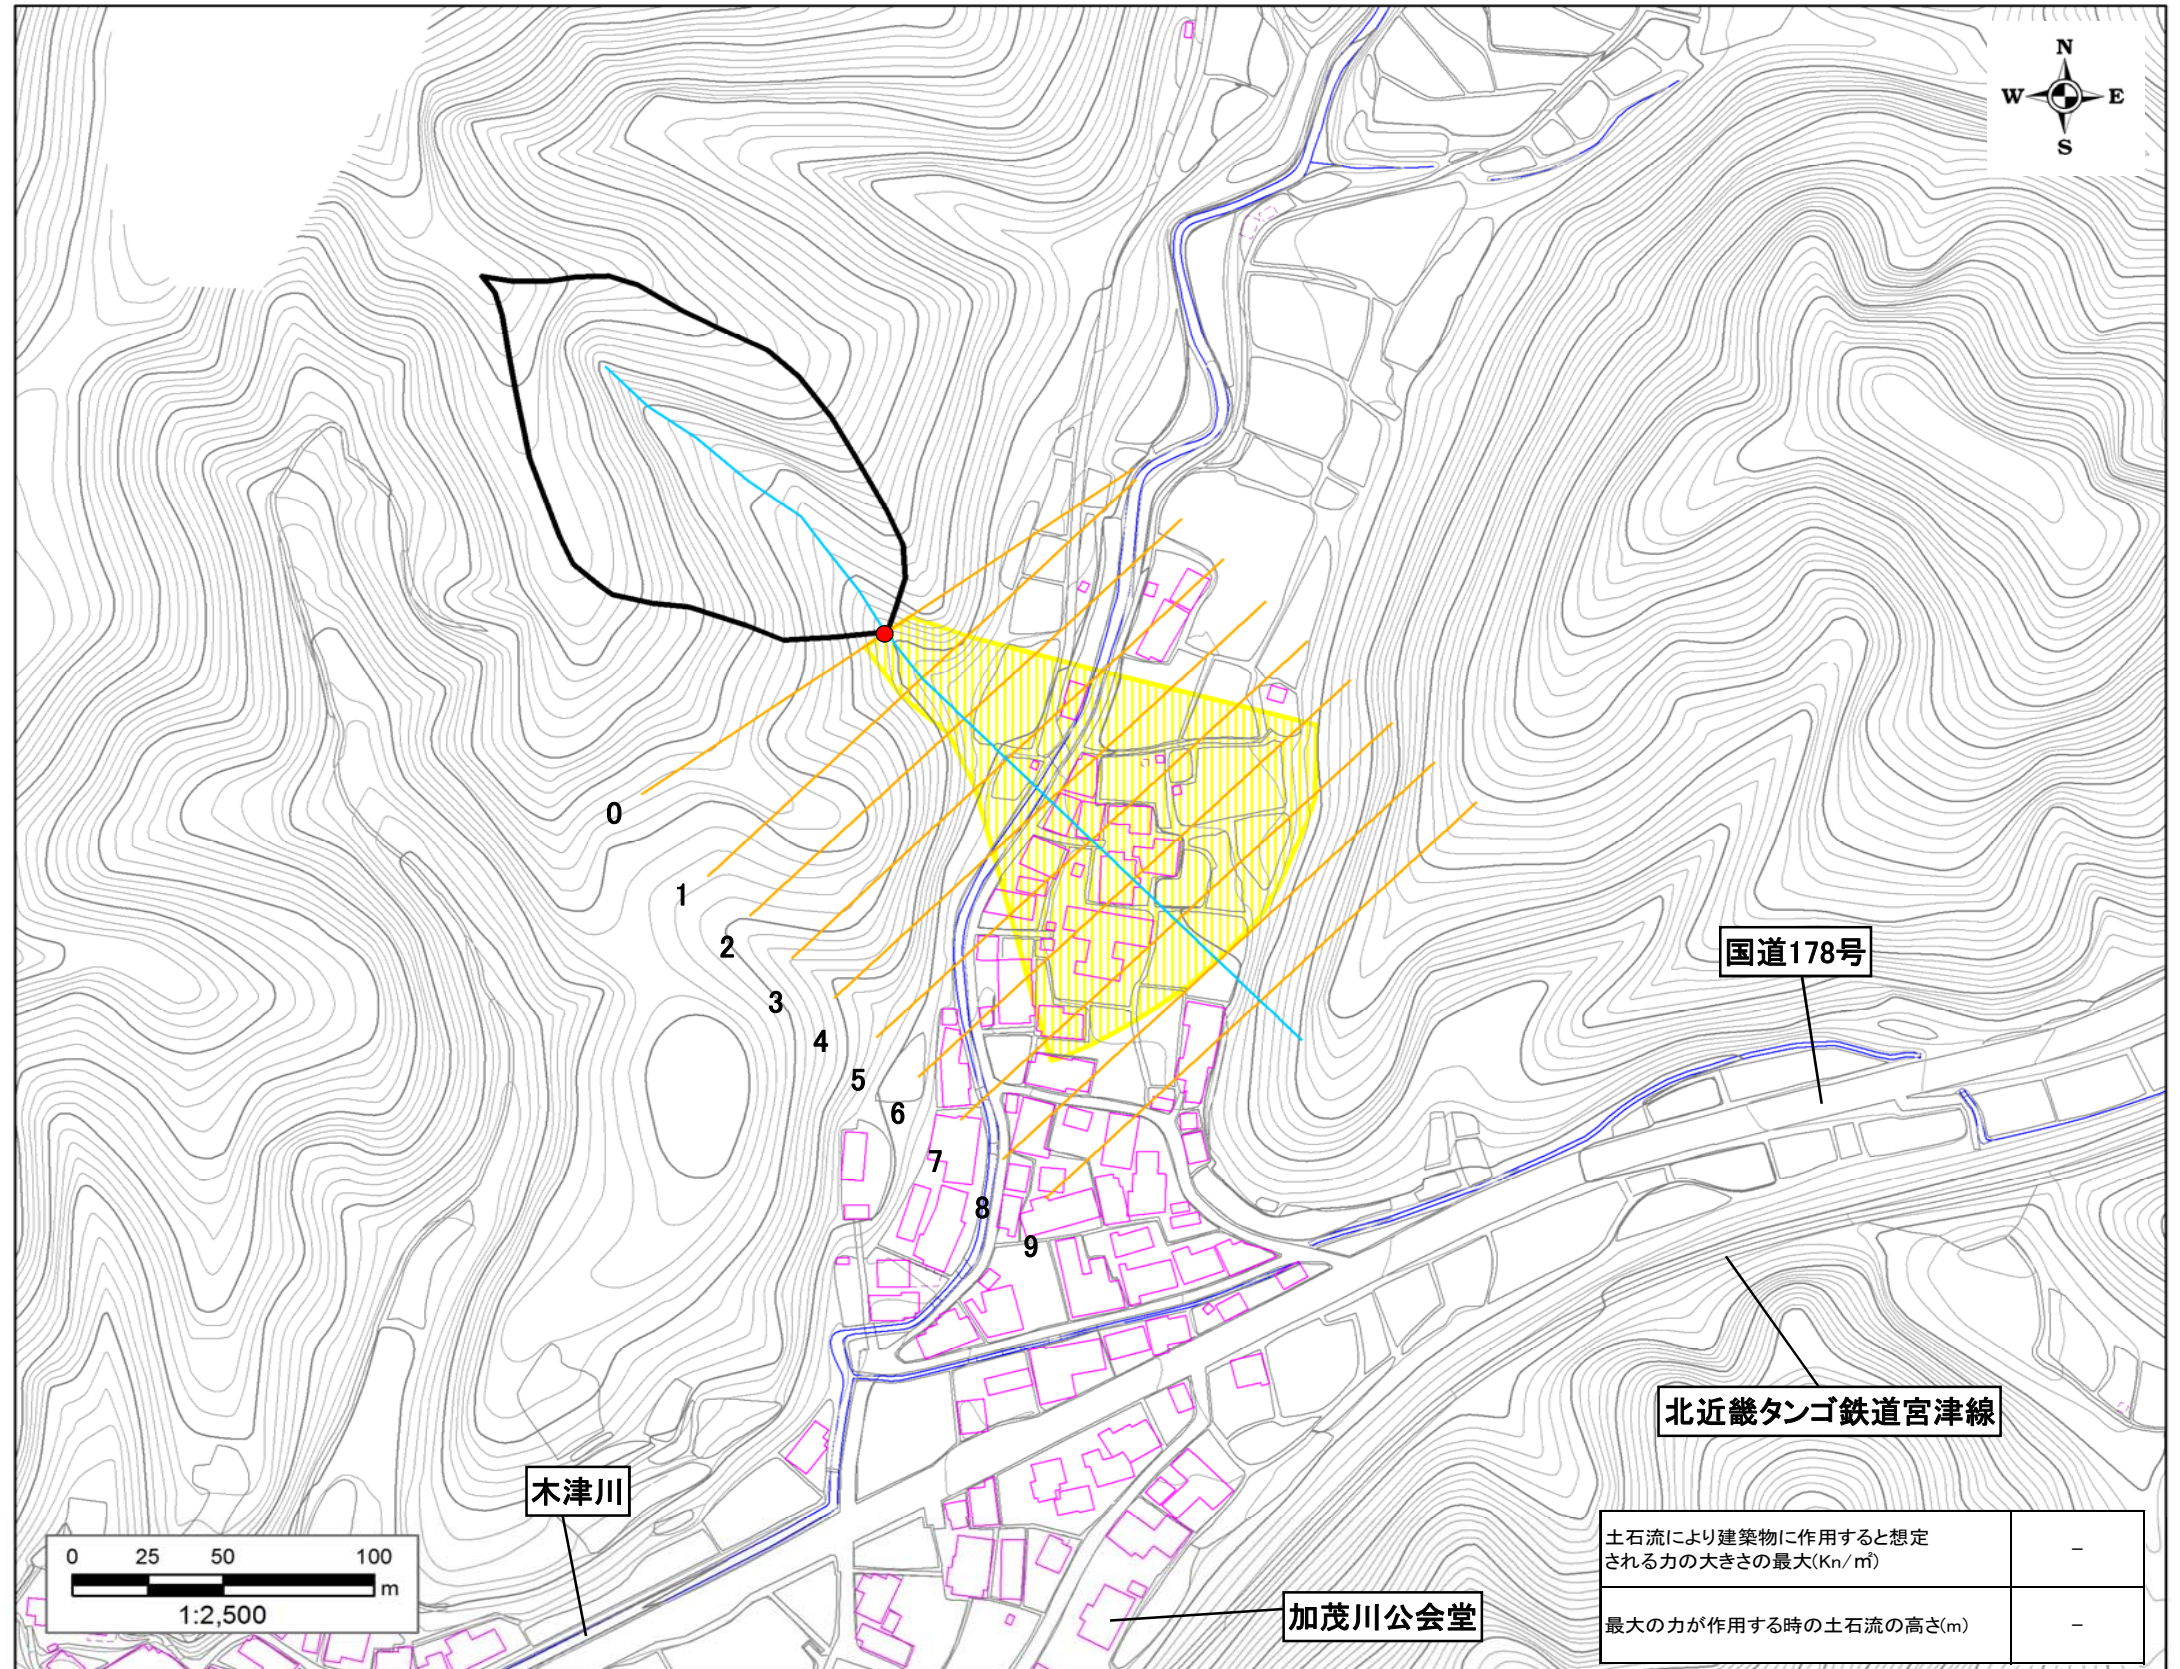 N
W E
S
0
1
2
3
4
5
6
7
8
9
国道178号
北近畿タンゴ鉄道宮津線
木津川
加茂川公会堂
0 25 50 100
m
1:2,500
土石流により建築物に作用すると想定
される力の大きさの最大(Kn/㎡) −
最大の力が作用する時の土石流の高さ(m) −